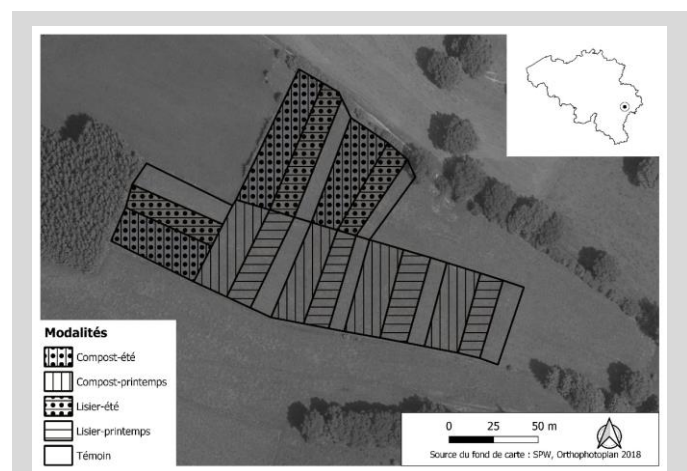 Modalités
Compost-été
Compost-printemps
Lisier-été
Lisier-printemps
Témoin
0 25 50 m
Source du fond de carte : SPW, Orthophotoplan 2018